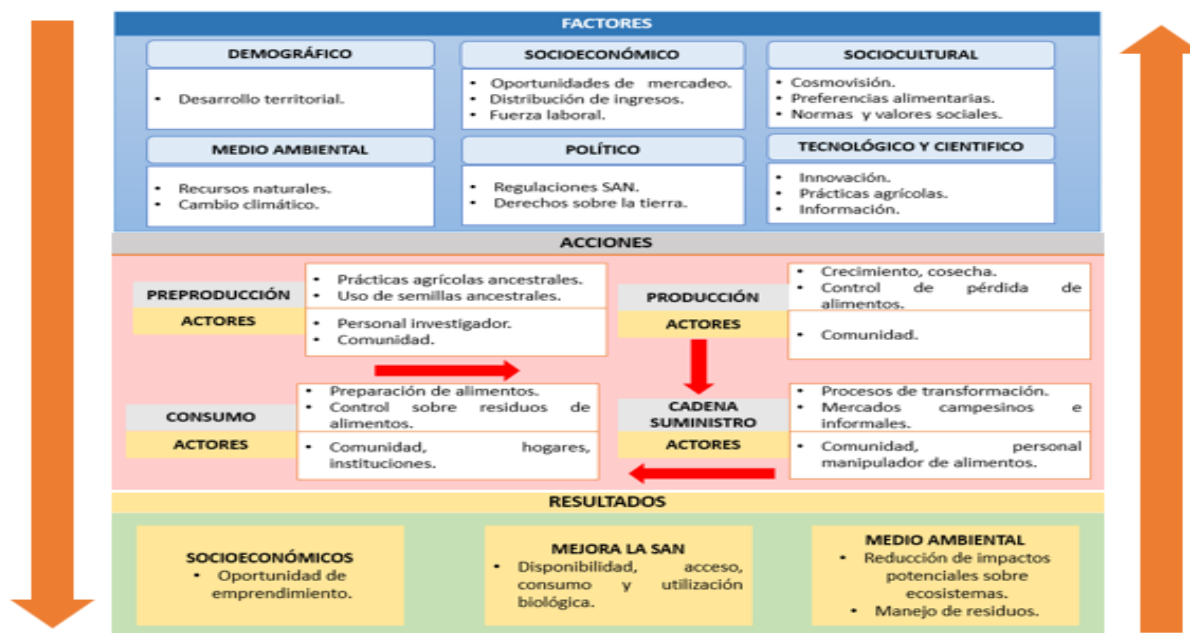 FACTORES
DEMOGRÁFICO
• Desarrollo territorial.
SOCIOECONÓMICO
• Oportunidades de mercadeo.
• Distribución de ingresos.
• Fuerza laboral.
SOCIOCULTURAL
• Cosmovisión.
• Preferencias alimentarias.
• Normas y valores sociales.
MEDIO AMBIENTAL
• Recursos naturales.
• Cambio climático.
POLÍTICO
• Regulaciones SAN.
• Derechos sobre la tierra.
TECNOLÓGICO Y CIENTIFICO
• Innovación.
• Prácticas agrícolas.
• Información.
ACCIONES
PREPRODUCCIÓN
• Prácticas agrícolas ancestrales.
• Uso de semillas ancestrales.
ACTORES
• Personal investigador.
• Comunidad.
PRODUCCIÓN
• Crecimiento, cosecha.
• Control de pérdida de
alimentos.
ACTORES
• Comunidad.
CONSUMO
• Preparación de alimentos.
• Control sobre residuos de
alimentos.
ACTORES
• Comunidad, hogares,
instituciones.
CADENA
SUMINISTRO
• Procesos de transformación.
• Mercados campesinos e
informales.
ACTORES
• Comunidad, personal
manipulador de alimentos.
RESULTADOS
SOCIOECONÓMICOS
• Oportunidad de
emprendimiento.
MEJORA LA SAN
• Disponibilidad, acceso,
consumo y utilización
biológica.
MEDIO AMBIENTAL
• Reducción de impactos
potenciales sobre
ecosistemas.
• Manejo de residuos.